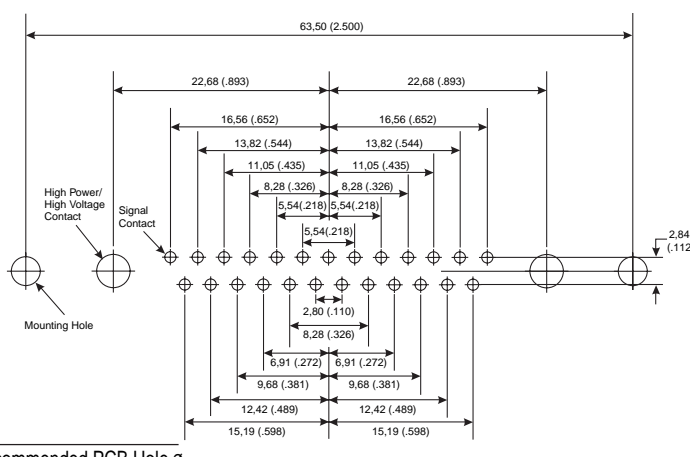 63,50 (2.500)
22,68 (.893) 22,68 (.893)
16,56 (.652) 16,56 (.652)
13,82 (.544) 13,82 (.544)
11,05 (.435) 11,05 (.435)
8,28 (.326) 8,28 (.326)
High Power/
High Voltage
Contact
Signal
Contact
5,54(.218) 5,54(.218)
5,54(.218)
2,84
(.112
Mounting Hole
2,80 (.110)
8,28 (.326)
6,91 (.272) 6,91 (.272)
9,68 (.381) 9,68 (.381)
12,42 (.489) 12,42 (.489)
15,19 (.598) 15,19 (.598)
commended PCB Hole ø